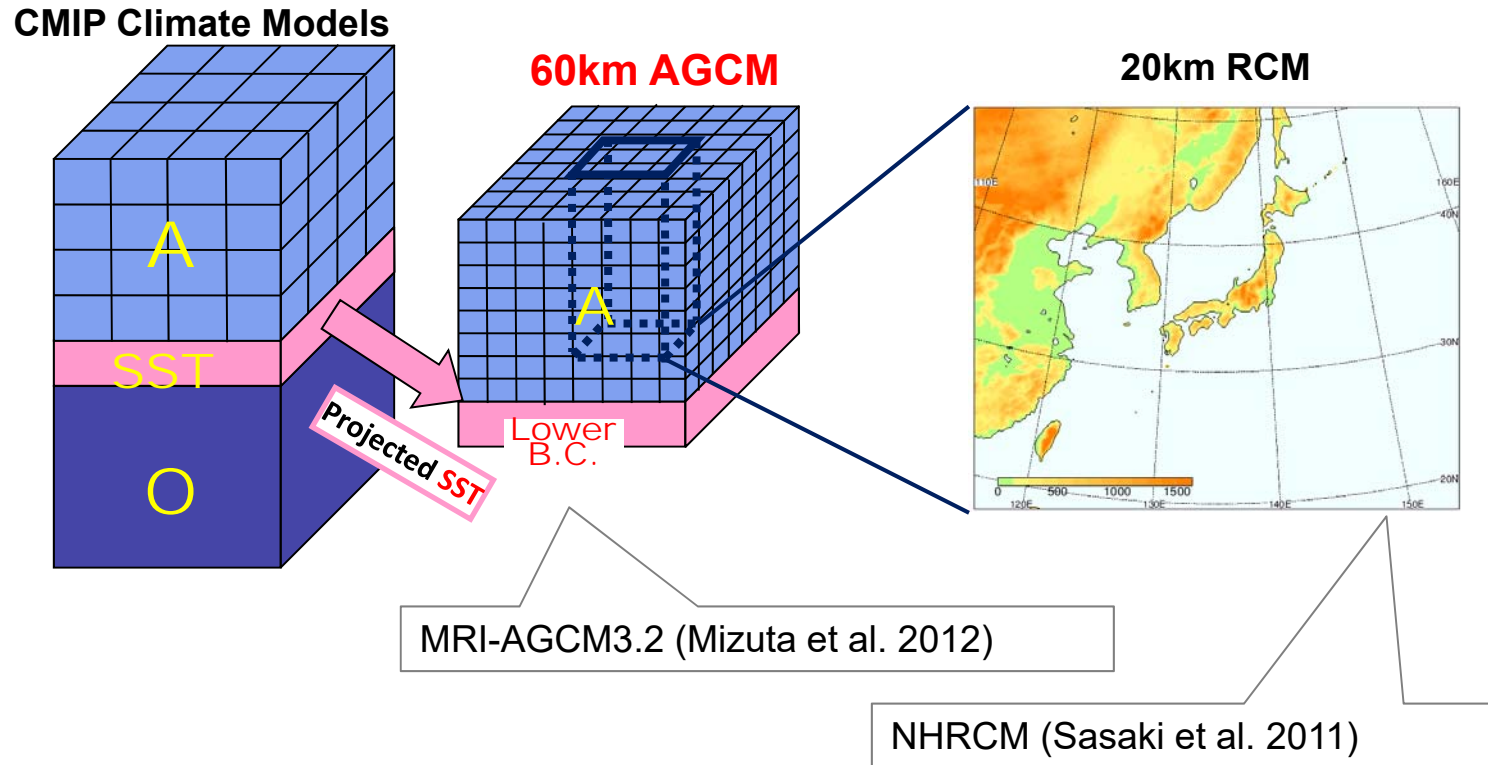 CMIP Climate Models
60km AGCM
20km RCM
A
SST
O
Projected SST
A
Lower
B.C.
110E
160E
40N
30N
20N
0 500 1000 1500
120E 130E 140E 150E
MRI-AGCM3.2 (Mizuta et al. 2012)
NHRCM (Sasaki et al. 2011)